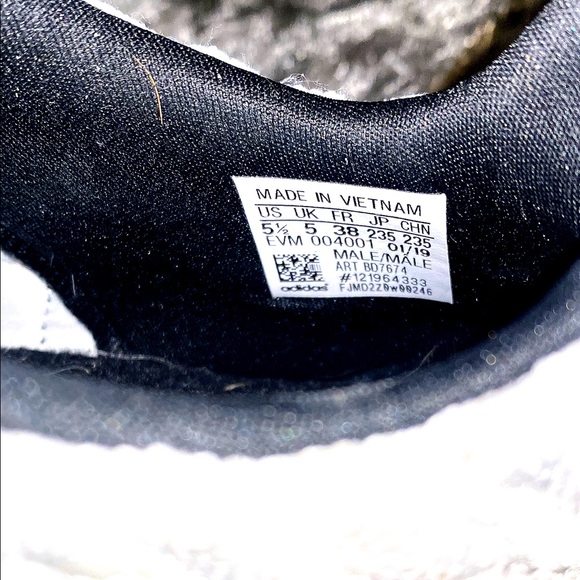 MADE IN VIETNAM
US UK FR JP CHN
5½ 5 38 235 235
EVM 004001 01/19
MALE/MÂLE
ART BD7674
#121964333
adidas FJMD2Z0w00246